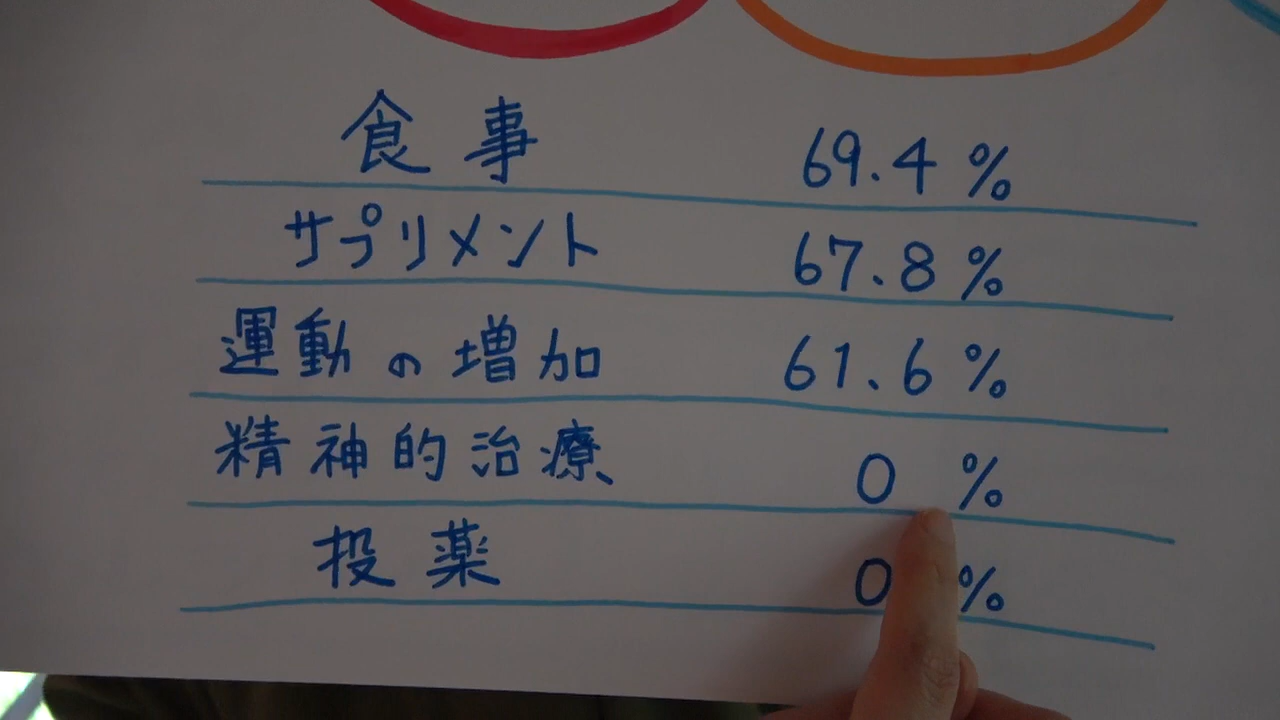 食事 69.4%
サプリメント 67.8%
運動の増加 61.6%
精神的治療 0%
投薬 0%